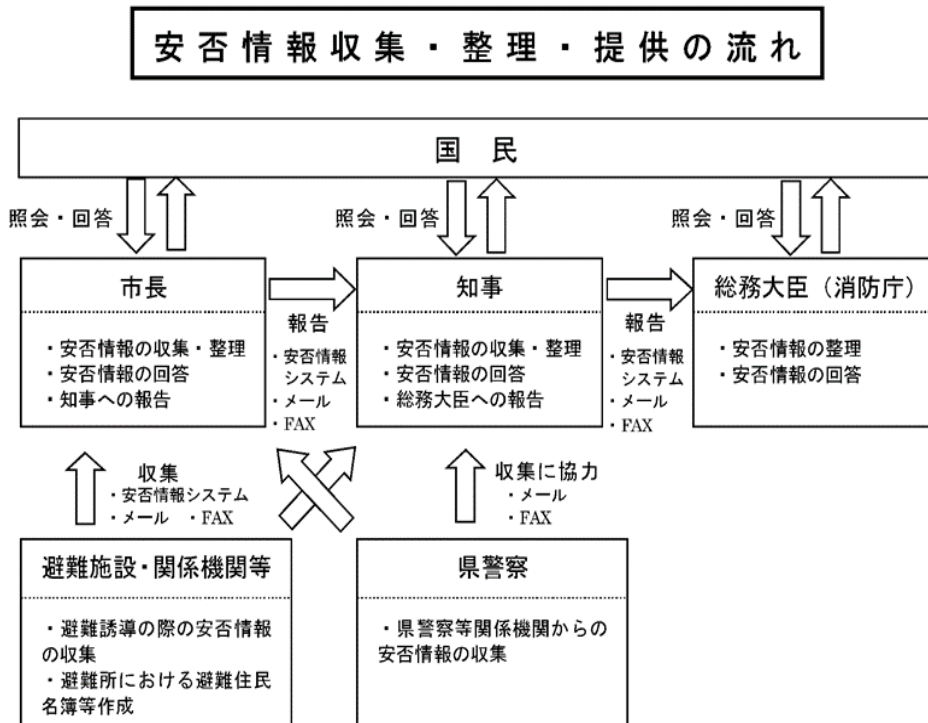 安否情報収集・整理・提供の流れ
国 民
照会・回答
照会・回答
照会・回答
市長
・安否情報の収集・整理
・安否情報の回答
・知事への報告
報告
・安否情報
システム
・メール
・FAX
知事
・安否情報の収集・整理
・安否情報の回答
・総務大臣への報告
報告
・安否情報
システム
・メール
・FAX
総務大臣（消防庁）
・安否情報の整理
・安否情報の回答
収集
・安否情報システム
・メール ・FAX
収集に協力
・メール
・FAX
避難施設・関係機関等
・避難誘導の際の安否情報
の収集
・避難所における避難住民
名簿等作成
県警察
・県警察等関係機関からの
安否情報の収集